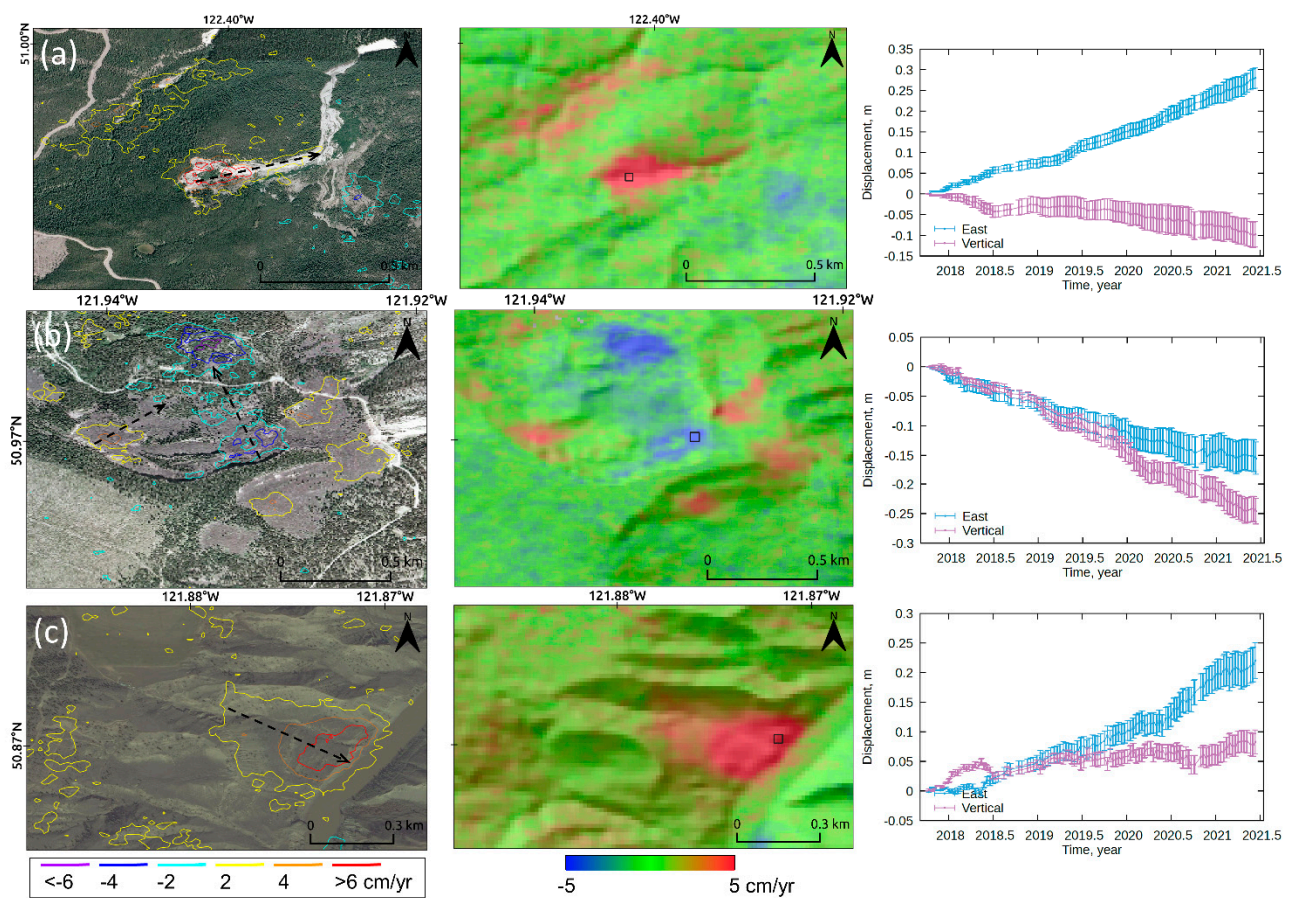 122.40°W
122.40°W
51.00°N
(a)
N
0
0.5 km
N
0
0.5 km
0.35
0.3
0.25
0.2
0.15
0.1
0.05
0
-0.05
-0.1
-0.15
Displacement, m
East
Vertical
2018 2018.5 2019 2019.5 2020 2020.5 2021 2021.5
Time, year
121.94°W
121.92°W
121.94°W
121.92°W
50.97°N
(b)
N
0
0.5 km
N
0
0.5 km
0.05
0
-0.05
-0.1
-0.15
-0.2
-0.25
-0.3
Displacement, m
East
Vertical
2018 2018.5 2019 2019.5 2020 2020.5 2021 2021.5
Time, year
121.88°W
121.87°W
121.88°W
121.87°W
50.87°N
(c)
N
0
0.3 km
N
0
0.3 km
0.3
0.25
0.2
0.15
0.1
0.05
0
-0.05
Displacement, m
East
Vertical
2018 2018.5 2019 2019.5 2020 2020.5 2021 2021.5
Time, year
<-6 -4 -2 2 4 >6 cm/yr
-5 5 cm/yr